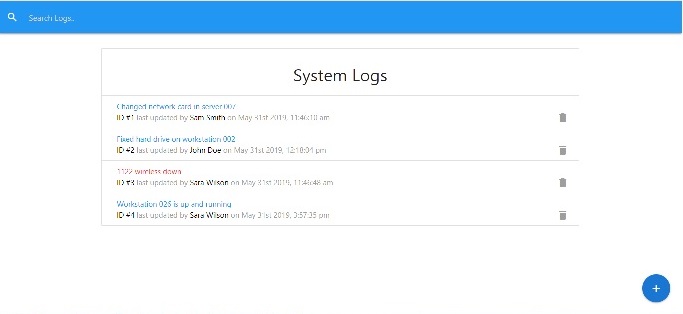 Search Logs..
System Logs
Changed network card in server 007
ID #1 last updated by Sam Smith on May 31st 2019, 11:46:10 am
Fixed hard drive on workstation 002
ID #2 last updated by John Doe on May 31st 2019, 12:18:04 pm
1122 wireless down
ID #3 last updated by Sara Wilson on May 31st 2019, 11:46:48 am
Workstation 026 is up and running
ID #4 last updated by Sara Wilson on May 31st 2019, 3:57:35 pm